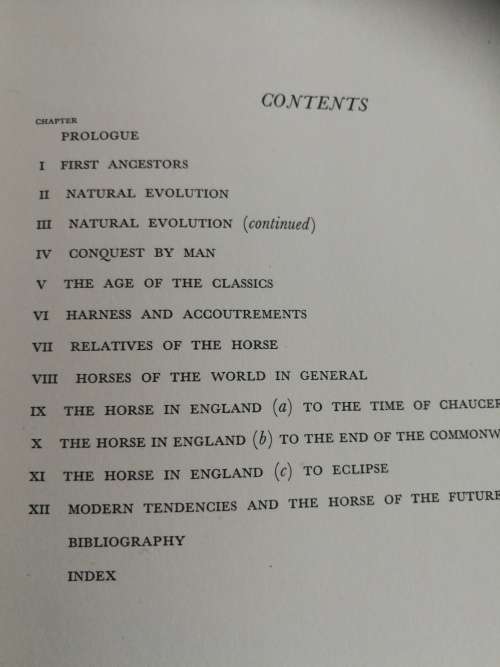 CONTENTS
CHAPTER
PROLOGUE
I FIRST ANCESTORS
II NATURAL EVOLUTION
III NATURAL EVOLUTION (continued)
IV CONQUEST BY MAN
V THE AGE OF THE CLASSICS
VI HARNESS AND ACCOUTREMENTS
VII RELATIVES OF THE HORSE
VIII HORSES OF THE WORLD IN GENERAL
IX THE HORSE IN ENGLAND (a) TO THE TIME OF CHAUCER
X THE HORSE IN ENGLAND (b) TO THE END OF THE COMMONW
XI THE HORSE IN ENGLAND (c) TO ECLIPSE
XII MODERN TENDENCIES AND THE HORSE OF THE FUTURE
BIBLIOGRAPHY
INDEX